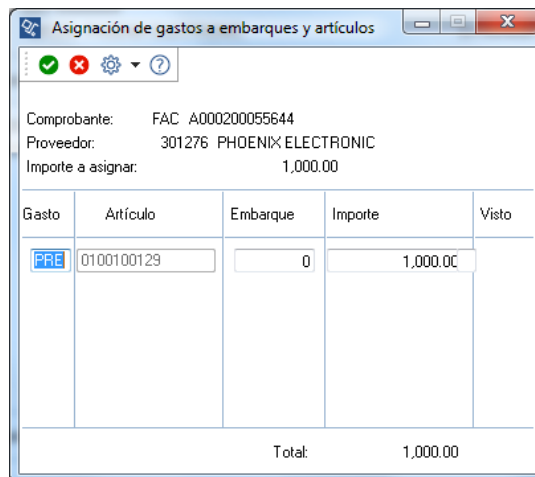 Asignación de gastos a embarques y artículos
Comprobante: FAC A000200055644
Proveedor: 301276 PHOENIX ELECTRONIC
Importe a asignar: 1,000.00
Gasto Artículo Embarque Importe Visto
PRE 0100100129 0 1,000.00
Total: 1,000.00